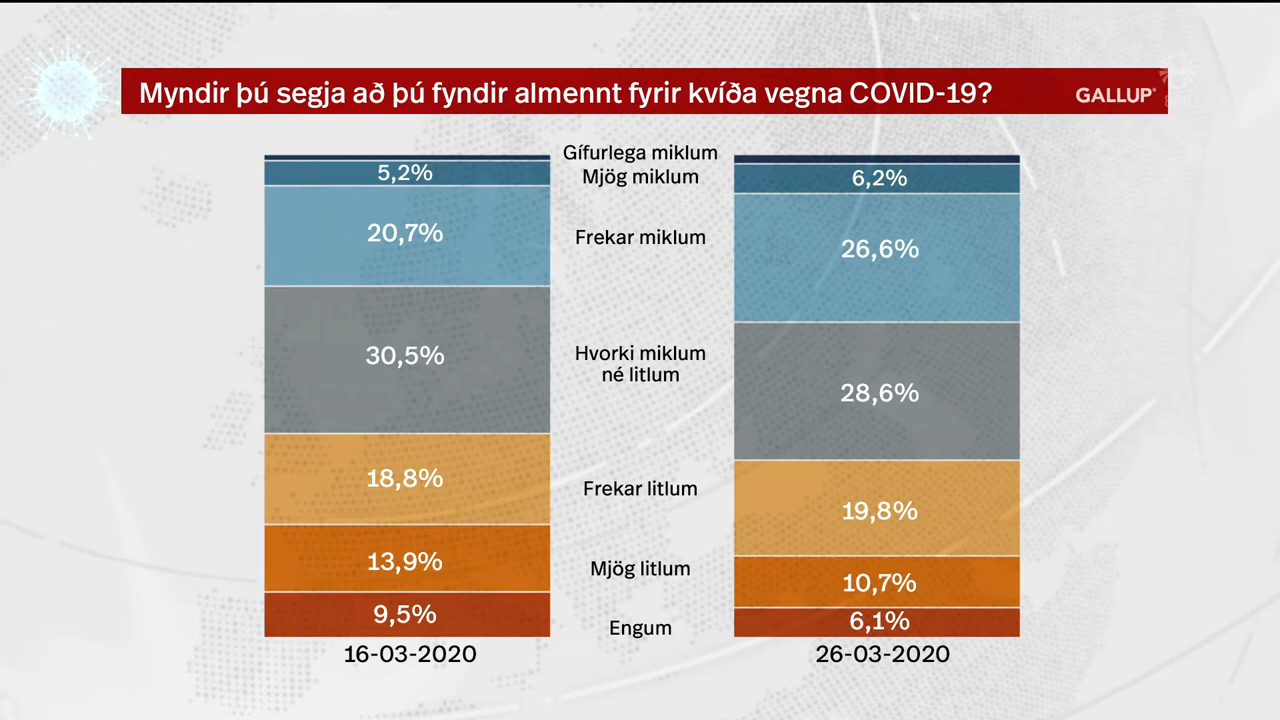 Myndir þú segja að þú fyndir almennt fyrir kvíða vegna COVID-19?
GALLUP
Gífurlega miklum
5,2%
Mjög miklum
6,2%
20,7%
Frekar miklum
26,6%
30,5%
Hvorki miklum
né litlum
28,6%
18,8%
Frekar litlum
19,8%
13,9%
Mjög litlum
10,7%
9,5%
Engum
6,1%
16-03-2020
26-03-2020